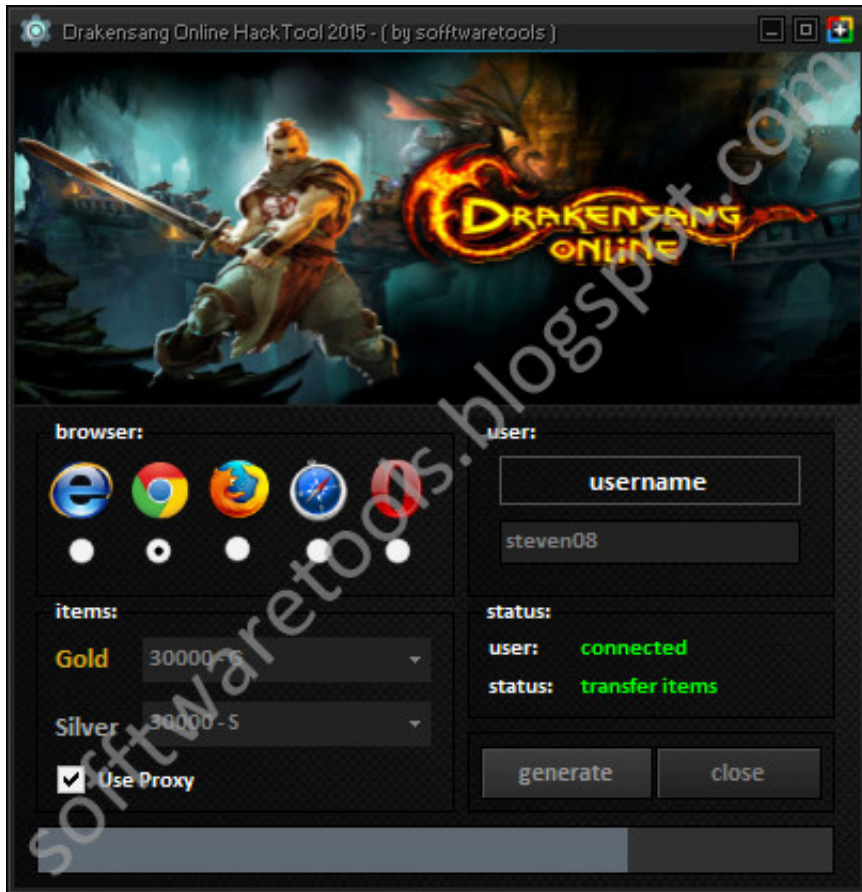 Drakensang Online HackTool 2015 - ( by sofftwaretools )
DRAKENSANG
ONLINE
browser:
user:
username
steven08
items:
Gold 30000 - G
Silver 30000 - S
Use Proxy
status:
user: connected
status: transfer items
generate close
sofftwaretools.blogspot.com